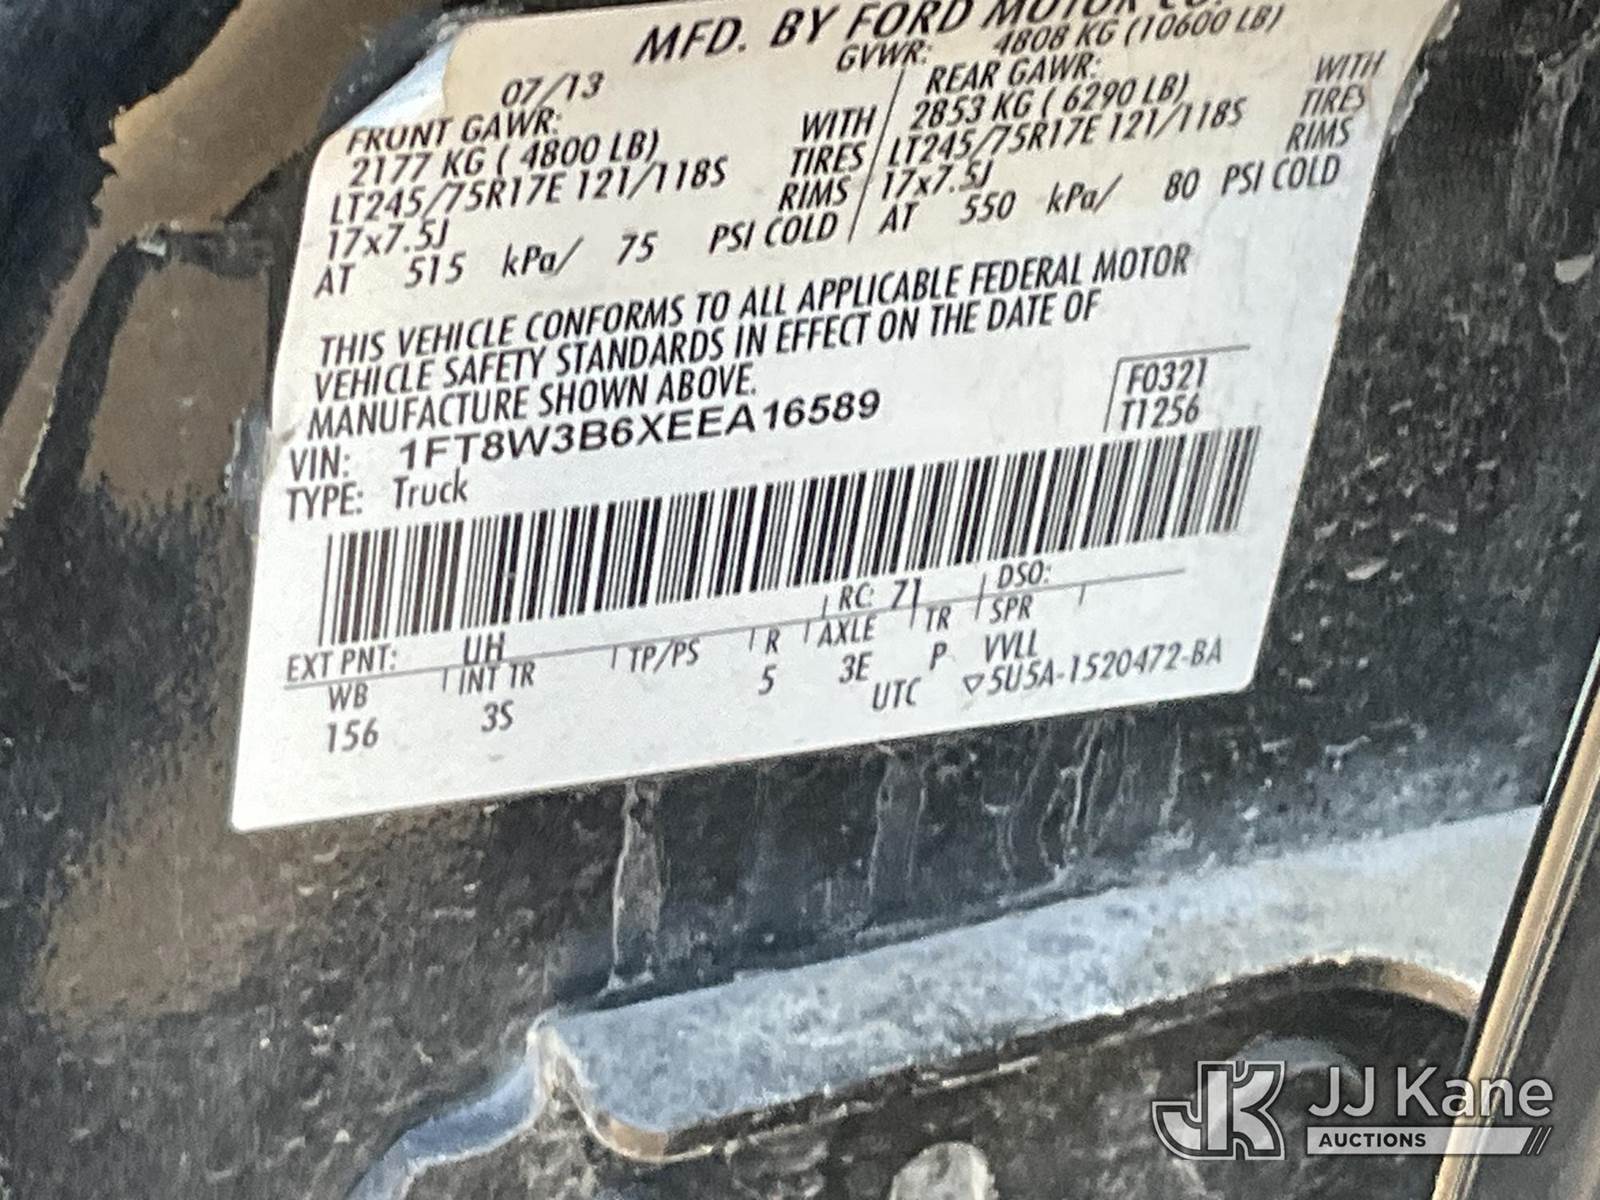 MFD. BY FORD MOTOR CO.
07/13 GVWR: 4808 KG (10600 LB)
FRONT GAWR: REAR GAWR:
2177 KG ( 4800 LB) WITH 2853 KG ( 6290 LB) WITH
LT245/75R17E 121/118S TIRES LT245/75R17E 121/118S TIRES
17x7.5J RIMS 17x7.5J RIMS
AT 515 kPa/ 75 PSI COLD AT 550 kPa/ 80 PSI COLD
THIS VEHICLE CONFORMS TO ALL APPLICABLE FEDERAL MOTOR
VEHICLE SAFETY STANDARDS IN EFFECT ON THE DATE OF
MANUFACTURE SHOWN ABOVE.
VIN: 1FT8W3B6XEEA16589 F0321
TYPE: Truck T1256
EXT PNT: UH RC: 71 DSO:
WB INT TR TP/PS R AXLE TR SPR
156 3S 5 3E P VVLL
UTC ▽5U5A-1520472-BA
JK JJ Kane
AUCTIONS